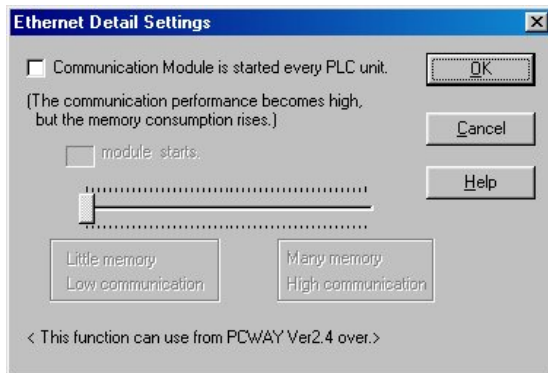 Ethernet Detail Settings
Communication Module is started every PLC unit.
OK
(The communication performance becomes high,
but the memory consumption rises.)
Cancel
module starts.
Help
Little memory
Low communication
Many memory
High communication
< This function can use from PCWAY Ver2.4 over.>